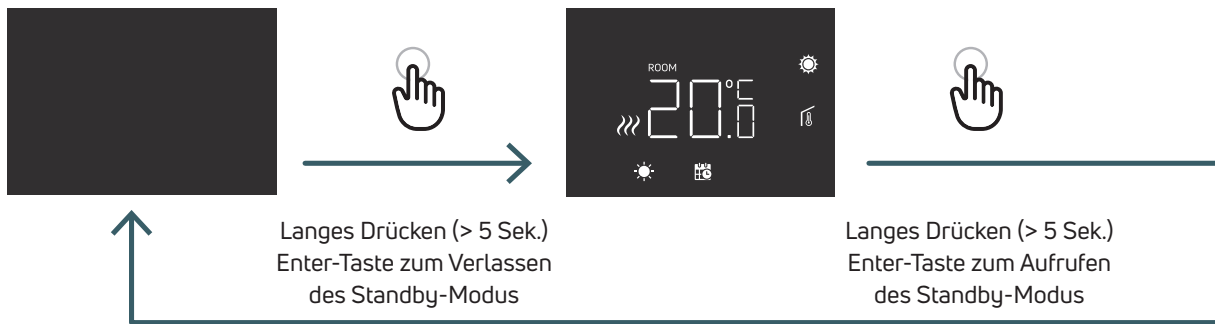 ROOM
20.0°C
Langes Drücken (> 5 Sek.)
Enter-Taste zum Verlassen
des Standby-Modus
Langes Drücken (> 5 Sek.)
Enter-Taste zum Aufrufen
des Standby-Modus